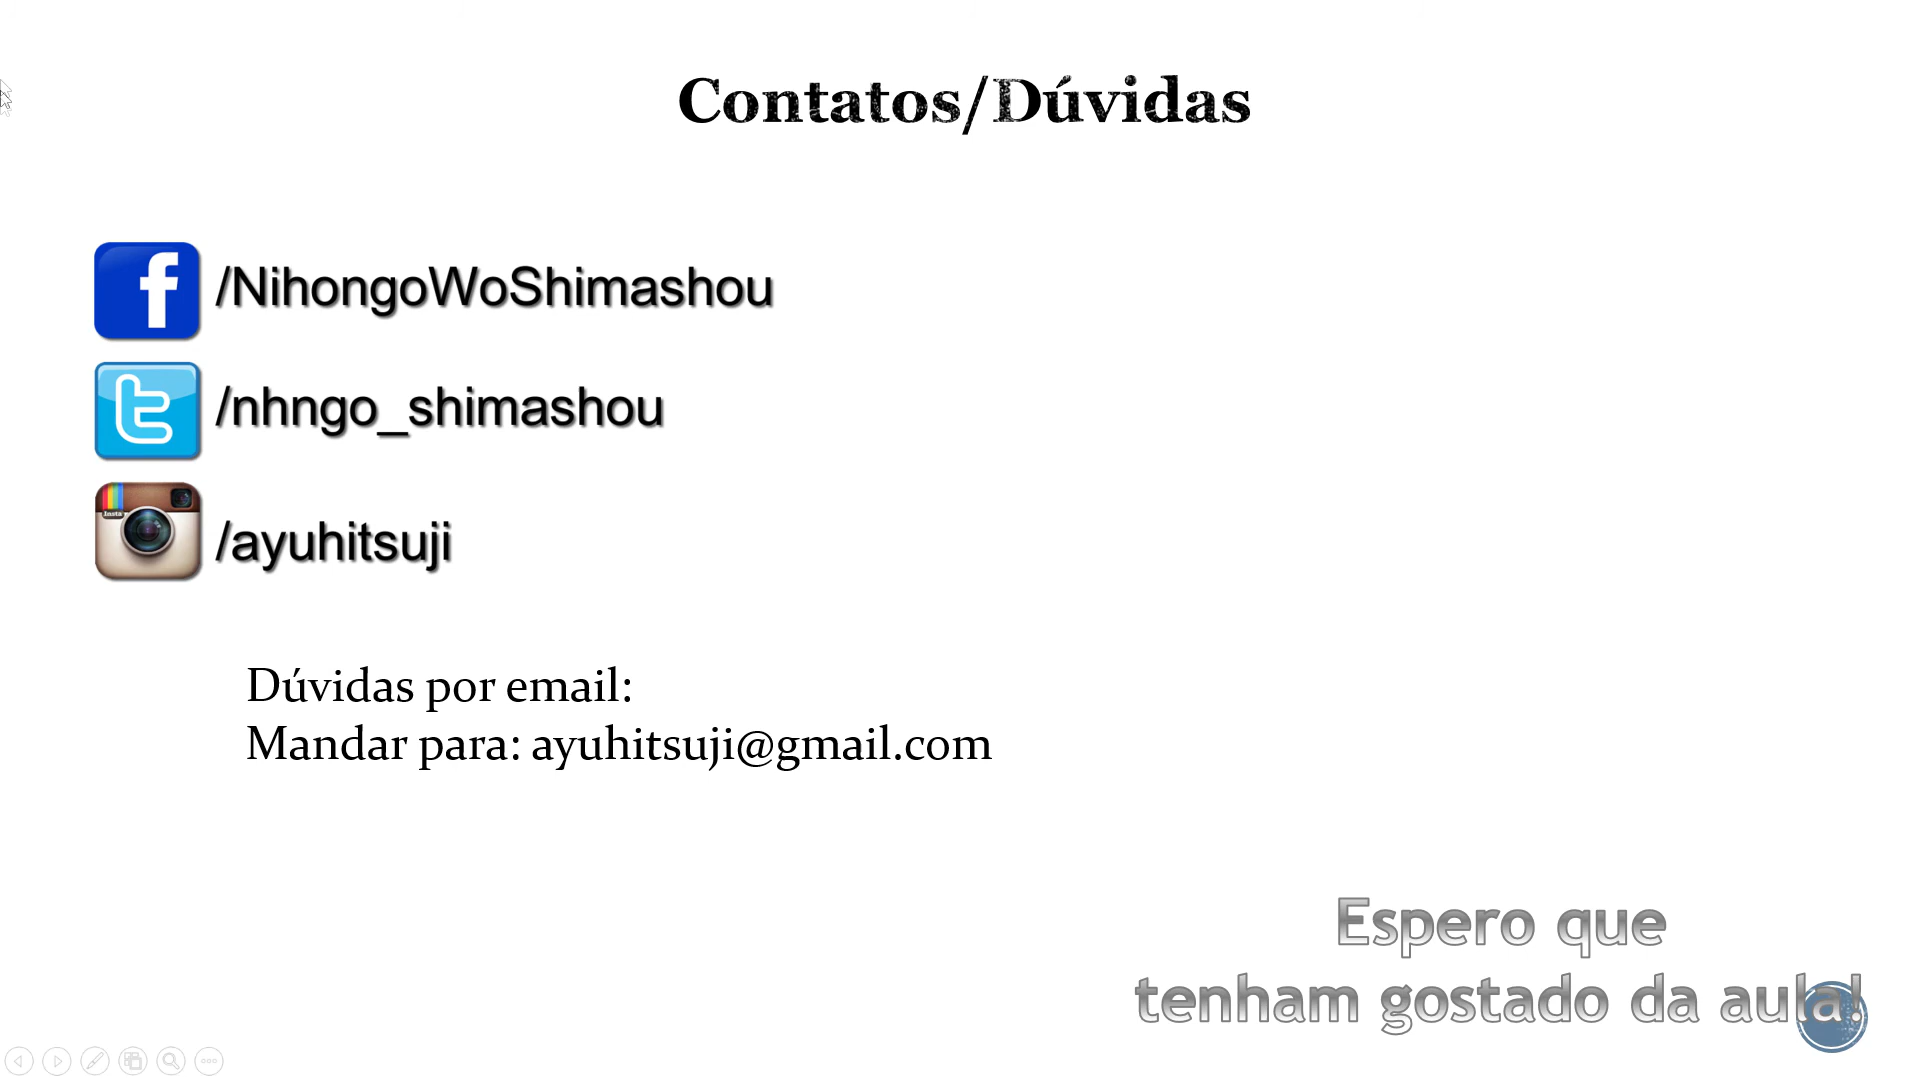 Contatos/Dúvidas
/NihongoWoShimashou
/nhngo_shimashou
Insta
/ayuhitsuji
Dúvidas por email:
Mandar para: ayuhitsuji@gmail.com
Espero que
tenham gostado da aula!